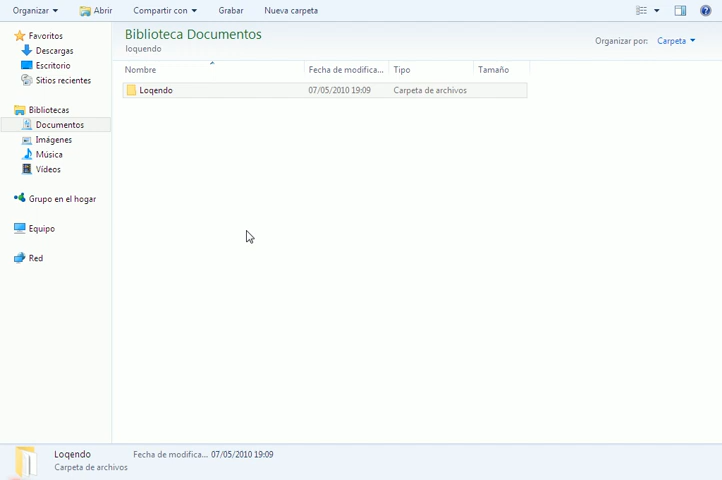 Organizar Abrir Compartir con Grabar Nueva carpeta
Biblioteca Documentos
loquendo
Organizar por: Carpeta
Nombre Fecha de modifica... Tipo Tamaño
Loqendo 07/05/2010 19:09 Carpeta de archivos
Favoritos
Descargas
Escritorio
Sitios recientes
Bibliotecas
Documentos
Imágenes
Música
Vídeos
Grupo en el hogar
Equipo
Red
Loqendo Fecha de modifica... 07/05/2010 19:09
Carpeta de archivos